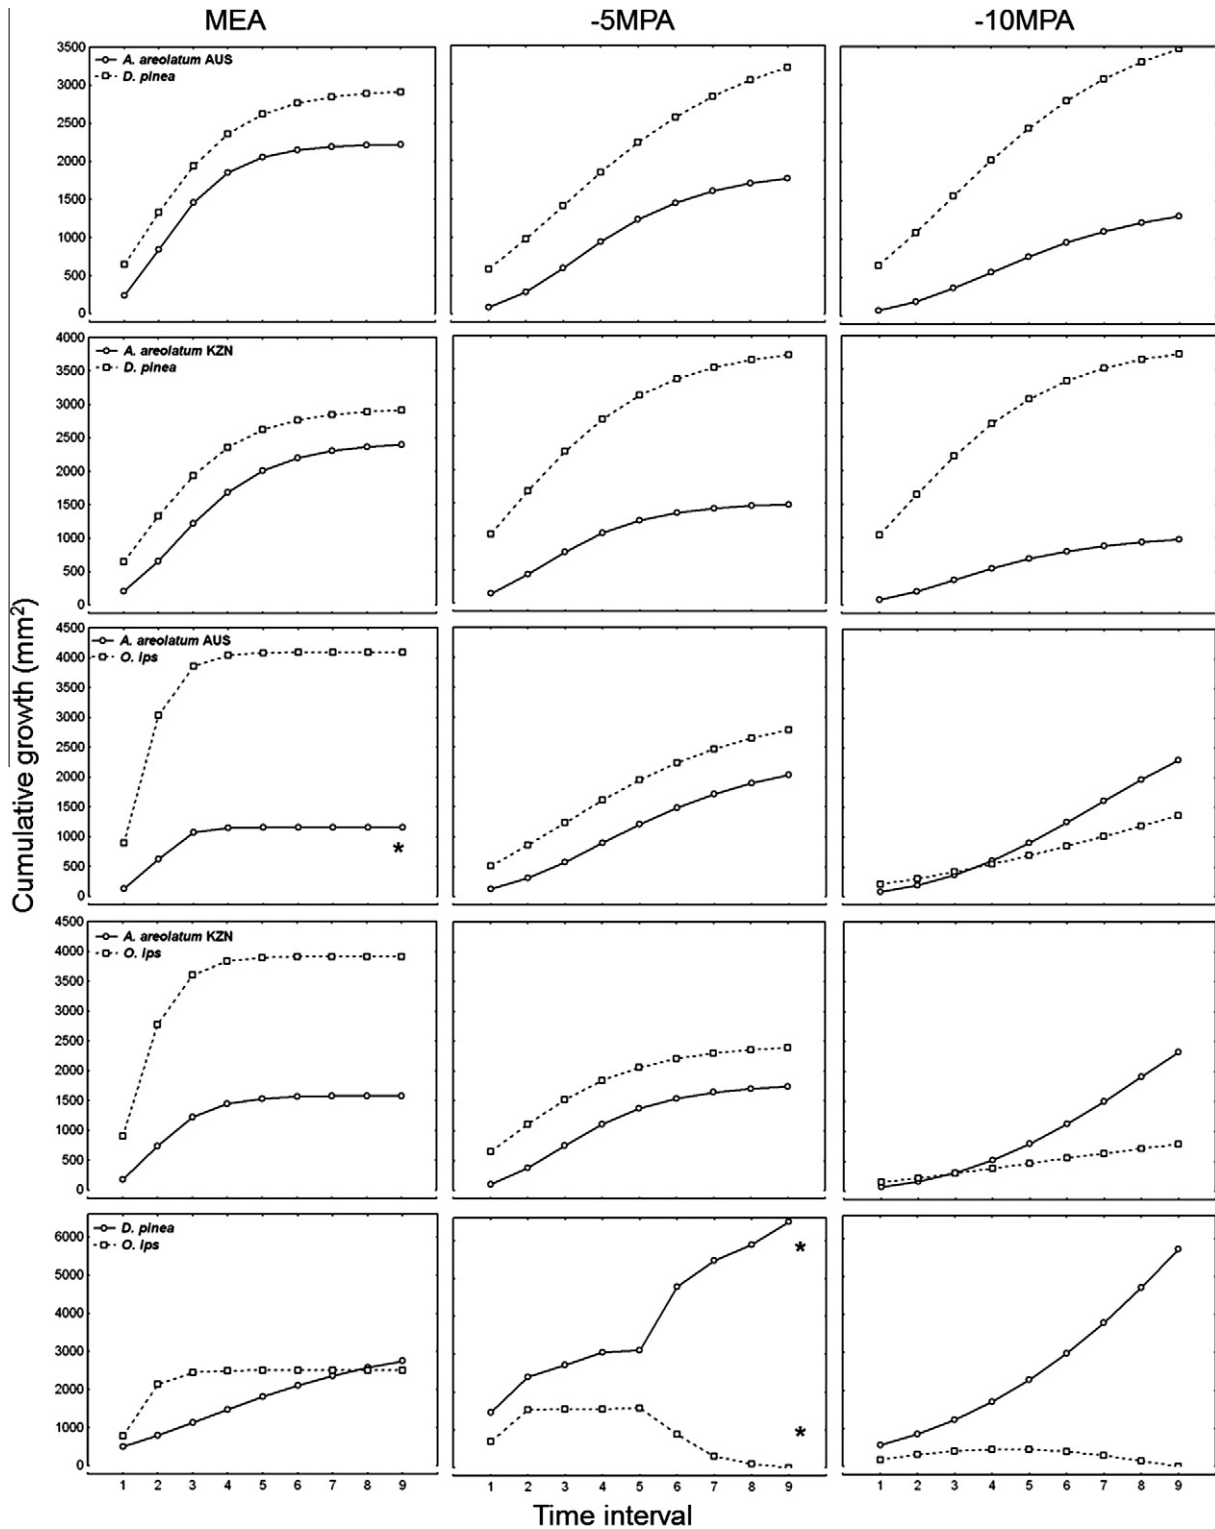 MEA
-5MPA
-10MPA
Cumulative growth (mm²)
3500
3000
2500
2000
1500
1000
500
0
A. areolatum AUS
D. pinea
4000
3500
3000
2500
2000
1500
1000
500
0
A. areolatum KZN
D. pinea
4500
4000
3500
3000
2500
2000
1500
1000
500
0
A. areolatum AUS
O. ips
*
4500
4000
3500
3000
2500
2000
1500
1000
500
0
A. areolatum KZN
O. ips
6000
5000
4000
3000
2000
1000
0
D. pinea
O. ips
*
*
1 2 3 4 5 6 7 8 9
1 2 3 4 5 6 7 8 9
1 2 3 4 5 6 7 8 9
Time interval